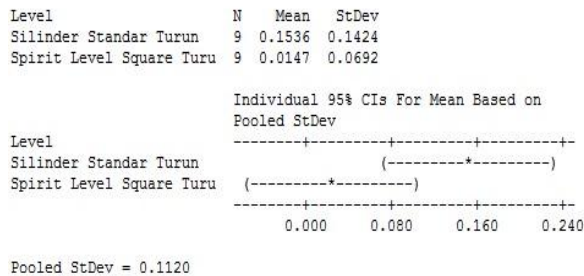 Level N Mean StDev
Silinder Standar Turun 9 0.1536 0.1424
Spirit Level Square Turu 9 0.0147 0.0692
Individual 95% CIs For Mean Based on
Pooled StDev
Level ---------+---------+---------+---------+-
Silinder Standar Turun (---------*---------)
Spirit Level Square Turu (---------*---------)
---------+---------+---------+---------+-
0.000 0.080 0.160 0.240
Pooled StDev = 0.1120